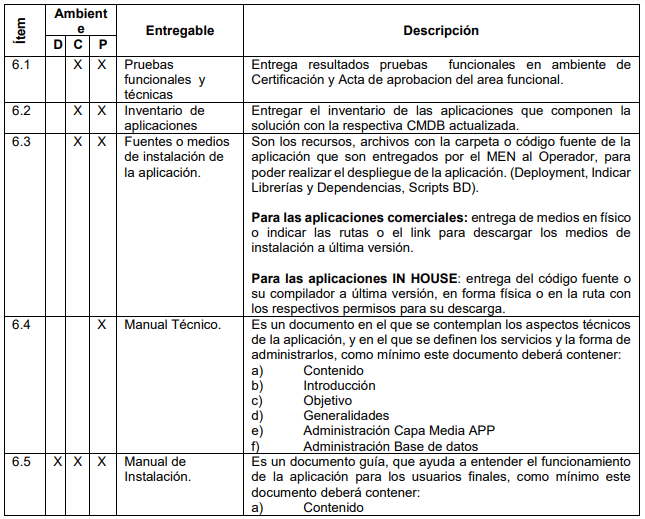 Ítem
Ambient
e
Entregable
Descripción
D C P
6.1 X X Pruebas
funcionales y
técnicas
Entrega resultados pruebas funcionales en ambiente de
Certificación y Acta de aprobacion del area funcional.
6.2 X X Inventario de
aplicaciones
Entregar el inventario de las aplicaciones que componen la
solución con la respectiva CMDB actualizada.
6.3 X X Fuentes o medios
de instalación de
la aplicación.
Son los recursos, archivos con la carpeta o código fuente de la
aplicación que son entregados por el MEN al Operador, para
poder realizar el despliegue de la aplicación. (Deployment, Indicar
Librerías y Dependencias, Scripts BD).
Para las aplicaciones comerciales: entrega de medios en físico
o indicar las rutas o el link para descargar los medios de
instalación a última versión.
Para las aplicaciones IN HOUSE: entrega del código fuente o
su compilador a última versión, en forma física o en la ruta con
los respectivos permisos para su descarga.
6.4 X Manual Técnico.
Es un documento en el que se contemplan los aspectos técnicos
de la aplicación, y en el que se definen los servicios y la forma de
administrarlos, como mínimo este documento deberá contener:
a) Contenido
b) Introducción
c) Objetivo
d) Generalidades
e) Administración Capa Media APP
f) Administración Base de datos
6.5 X X X Manual de
Instalación.
Es un documento guía, que ayuda a entender el funcionamiento
de la aplicación para los usuarios finales, como mínimo este
documento deberá contener:
a) Contenido